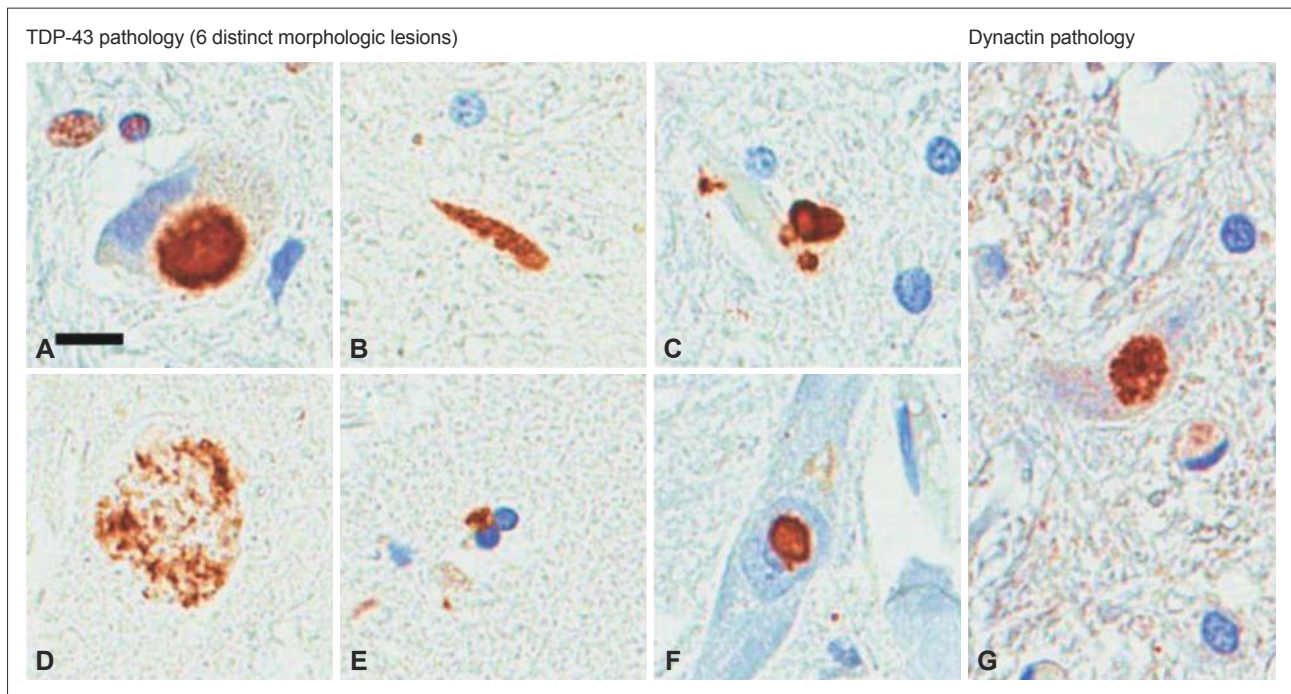 TDP-43 pathology (6 distinct morphologic lesions)
Dynactin pathology
A
B
C
D
E
F
G